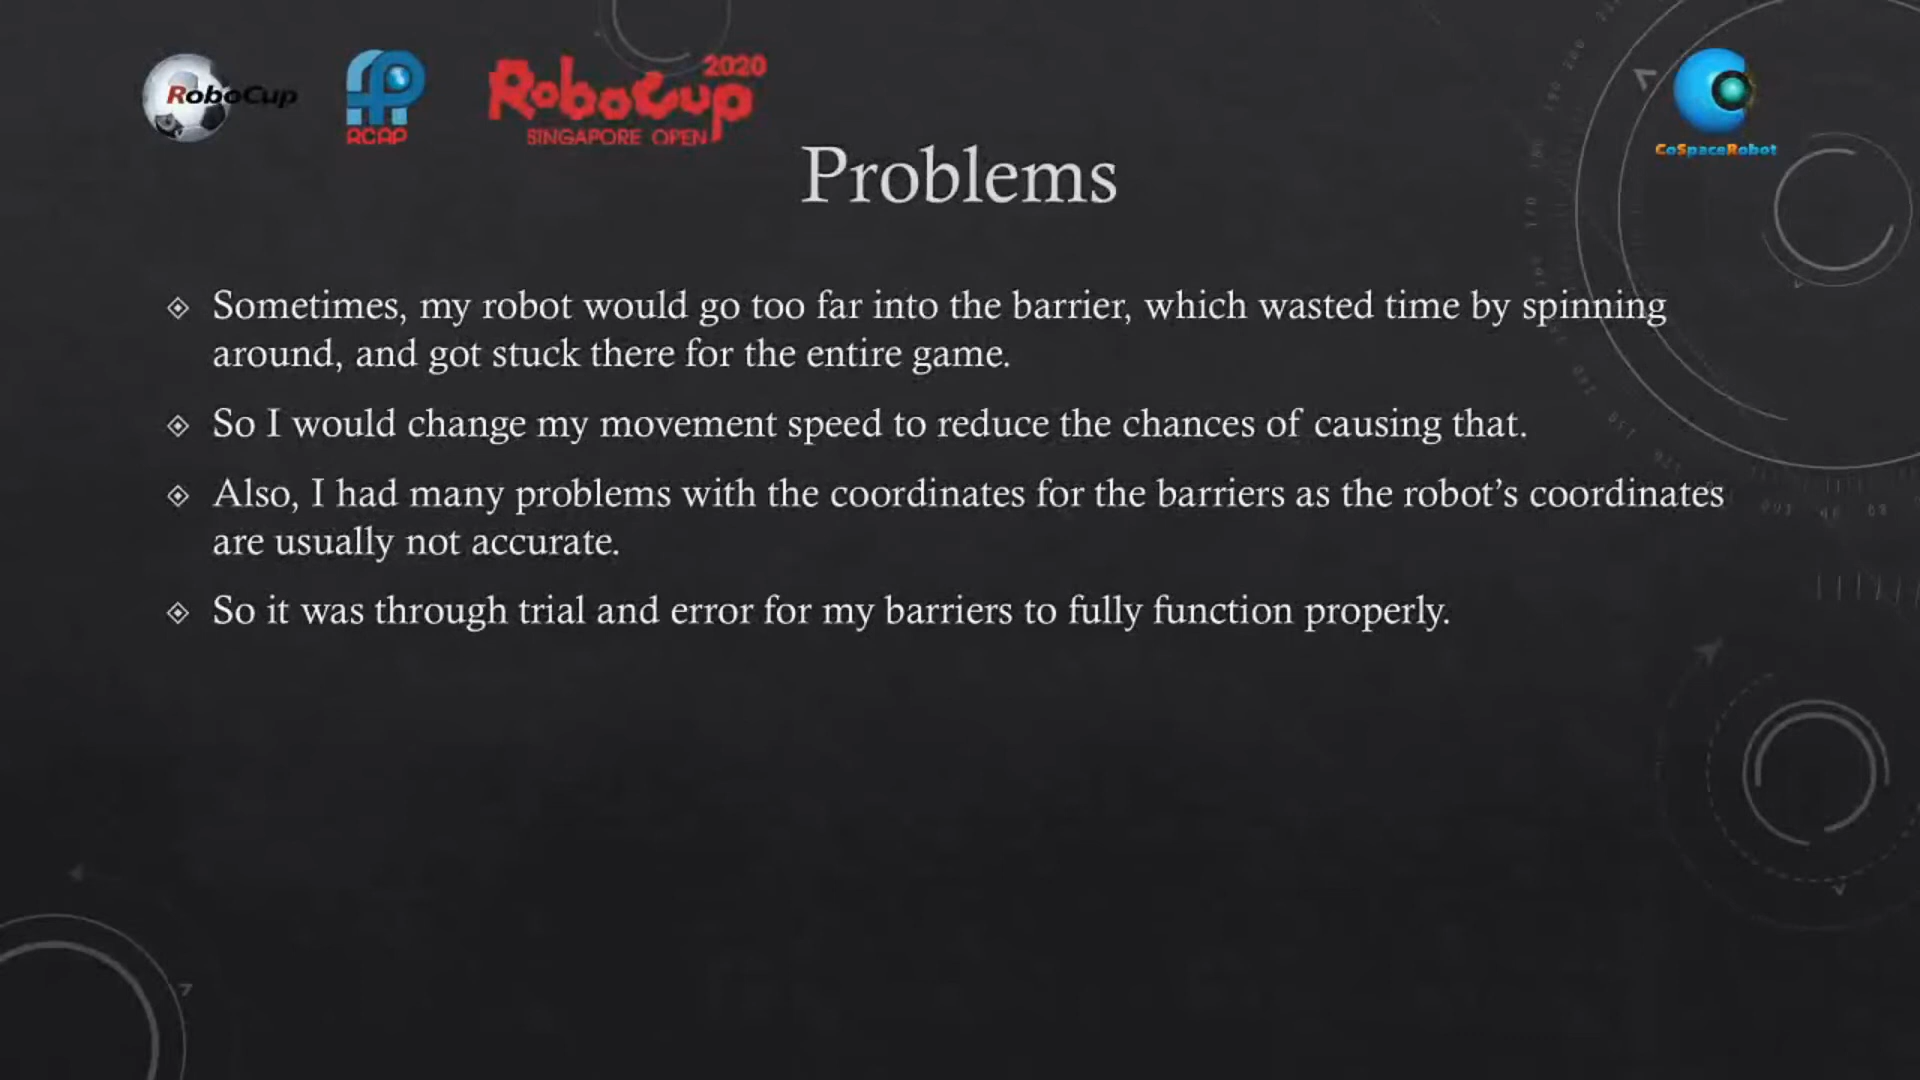 RoboCup
RCAP
RoboCup 2020
SINGAPORE OPEN
CoSpaceRobot
Problems
Sometimes, my robot would go too far into the barrier, which wasted time by spinning
around, and got stuck there for the entire game.
So I would change my movement speed to reduce the chances of causing that.
Also, I had many problems with the coordinates for the barriers as the robot’s coordinates
are usually not accurate.
So it was through trial and error for my barriers to fully function properly.